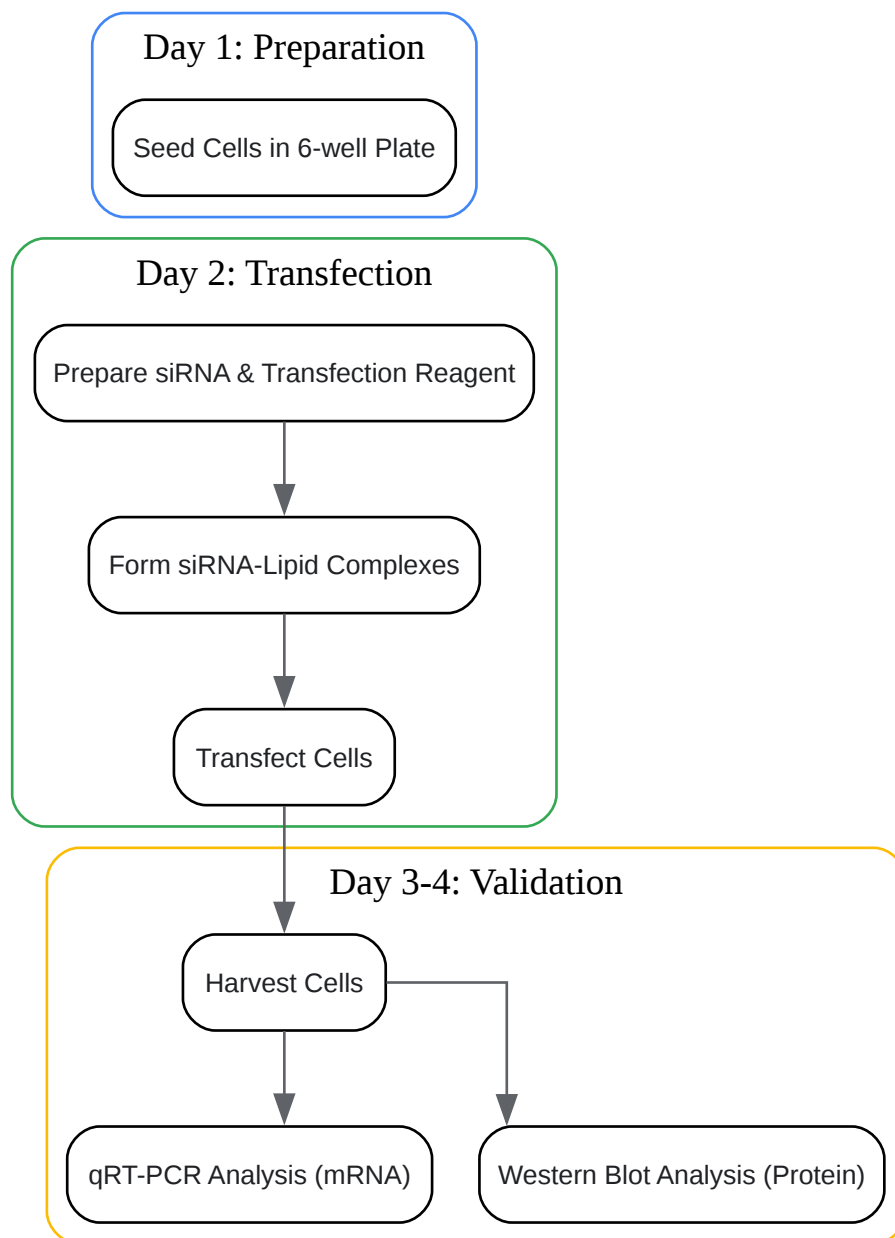 Day 1: Preparation
Seed Cells in 6-well Plate
Day 2: Transfection
Prepare siRNA & Transfection Reagent
Form siRNA-Lipid Complexes
Transfect Cells
Day 3-4: Validation
Harvest Cells
qRT-PCR Analysis (mRNA)
Western Blot Analysis (Protein)